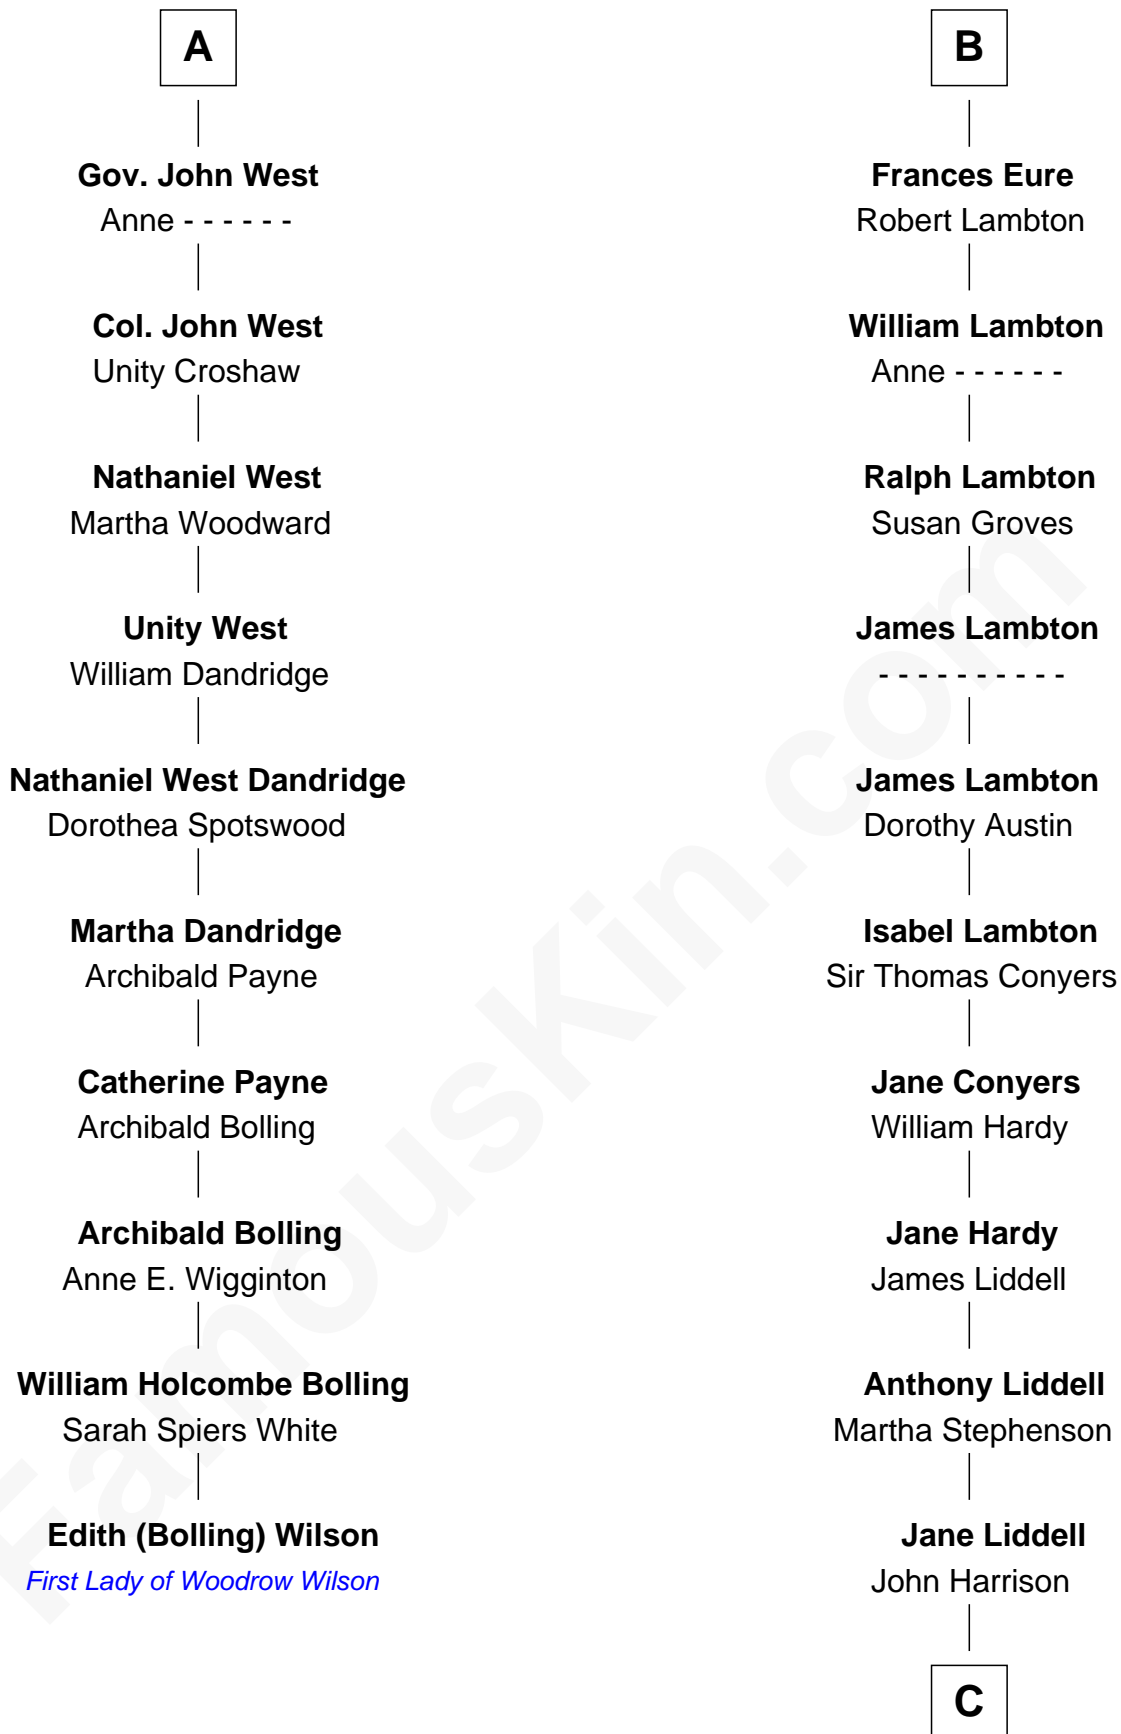 A
Gov. John West
Anne - - - - - -
Col. John West
Unity Croshaw
Nathaniel West
Martha Woodward
Unity West
William Dandridge
Nathaniel West Dandridge
Dorothea Spotswood
Martha Dandridge
Archibald Payne
Catherine Payne
Archibald Bolling
Archibald Bolling
Anne E. Wigginton
William Holcombe Bolling
Sarah Spiers White
Edith (Bolling) Wilson
First Lady of Woodrow Wilson
B
Frances Eure
Robert Lambton
William Lambton
Anne - - - - - -
Ralph Lambton
Susan Groves
James Lambton
- - - - - - - - - -
James Lambton
Dorothy Austin
Isabel Lambton
Sir Thomas Conyers
Jane Conyers
William Hardy
Jane Hardy
James Liddell
Anthony Liddell
Martha Stephenson
Jane Liddell
John Harrison
C
FamousKin.com